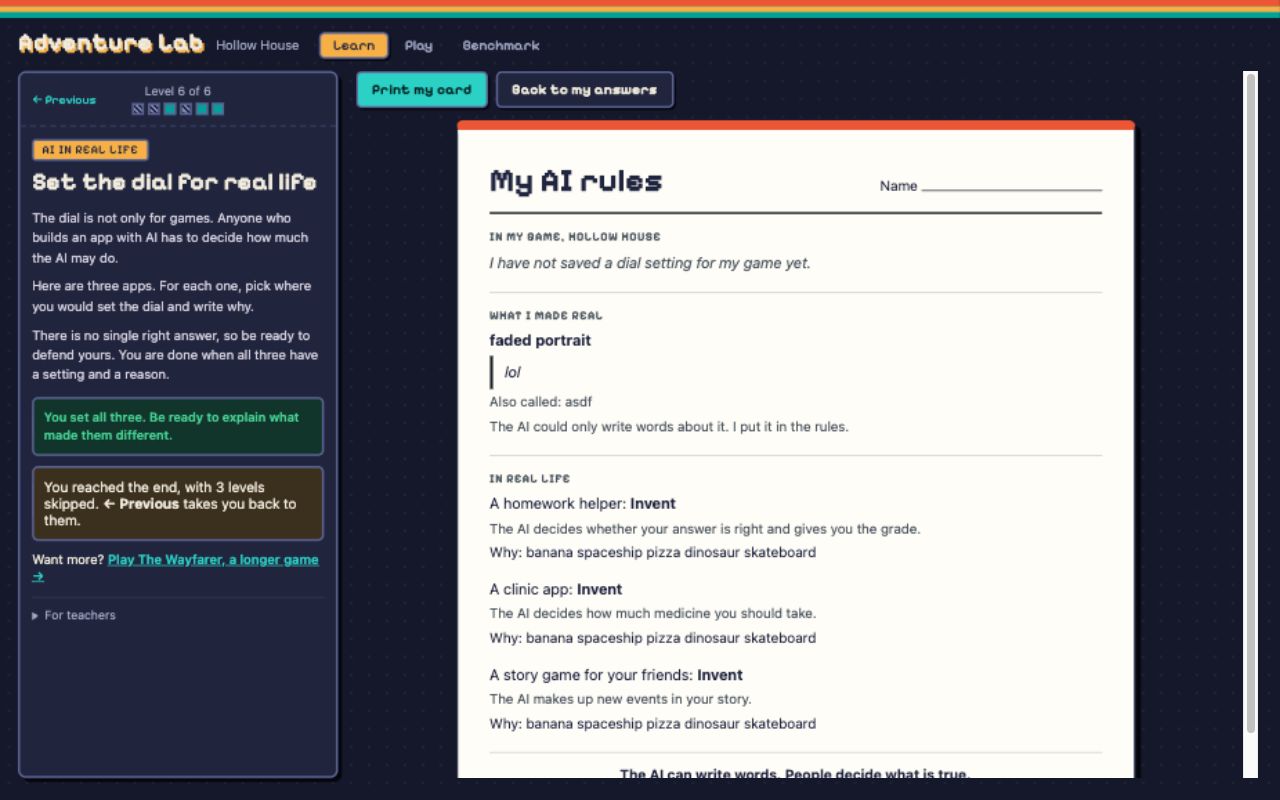 Adventure Lab Hollow House Learn Play Benchmark
← Previous
Level 6 of 6
AI IN REAL LIFE
Set the dial for real life
The dial is not only for games. Anyone who
builds an app with AI has to decide how much
the AI may do.
Here are three apps. For each one, pick where
you would set the dial and write why.
There is no single right answer, so be ready to
defend yours. You are done when all three have
a setting and a reason.
You set all three. Be ready to explain what
made them different.
You reached the end, with 3 levels
skipped. ← Previous takes you back to
them.
Want more? Play The Wayfarer, a longer game
→
▶ For teachers
Print my card
Back to my answers
My AI rules
Name
IN MY GAME, HOLLOW HOUSE
I have not saved a dial setting for my game yet.
WHAT I MADE REAL
faded portrait
lol
Also called: asdf
The AI could only write words about it. I put it in the rules.
IN REAL LIFE
A homework helper: Invent
The AI decides whether your answer is right and gives you the grade.
Why: banana spaceship pizza dinosaur skateboard
A clinic app: Invent
The AI decides how much medicine you should take.
Why: banana spaceship pizza dinosaur skateboard
A story game for your friends: Invent
The AI makes up new events in your story.
Why: banana spaceship pizza dinosaur skateboard
The AI can write words. People decide what is true.